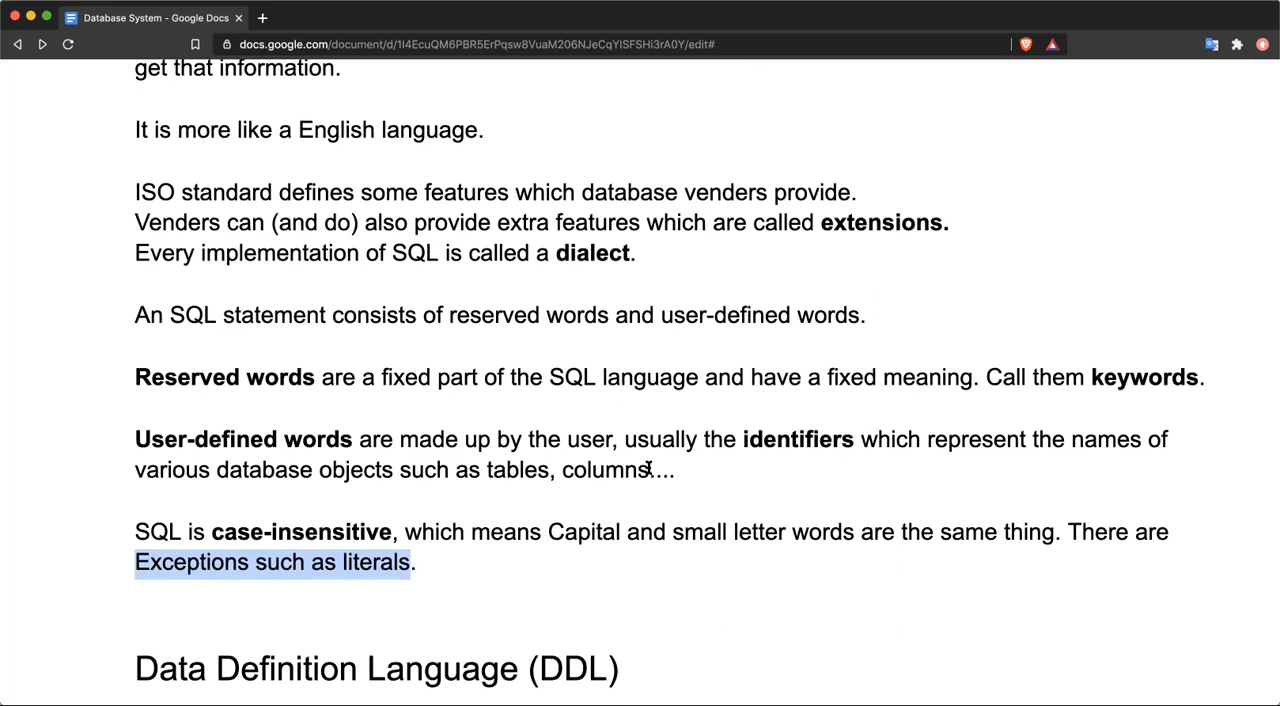 Database System - Google Docs
docs.google.com/document/d/1I4EcuQM6PBR5ErPqsw8VuaM206NJeCqYlSFSHi3rA0Y/edit#
get that information.
It is more like a English language.
ISO standard defines some features which database venders provide.
Venders can (and do) also provide extra features which are called extensions.
Every implementation of SQL is called a dialect.
An SQL statement consists of reserved words and user-defined words.
Reserved words are a fixed part of the SQL language and have a fixed meaning. Call them keywords.
User-defined words are made up by the user, usually the identifiers which represent the names of
various database objects such as tables, columns....
SQL is case-insensitive, which means Capital and small letter words are the same thing. There are
Exceptions such as literals.
Data Definition Language (DDL)